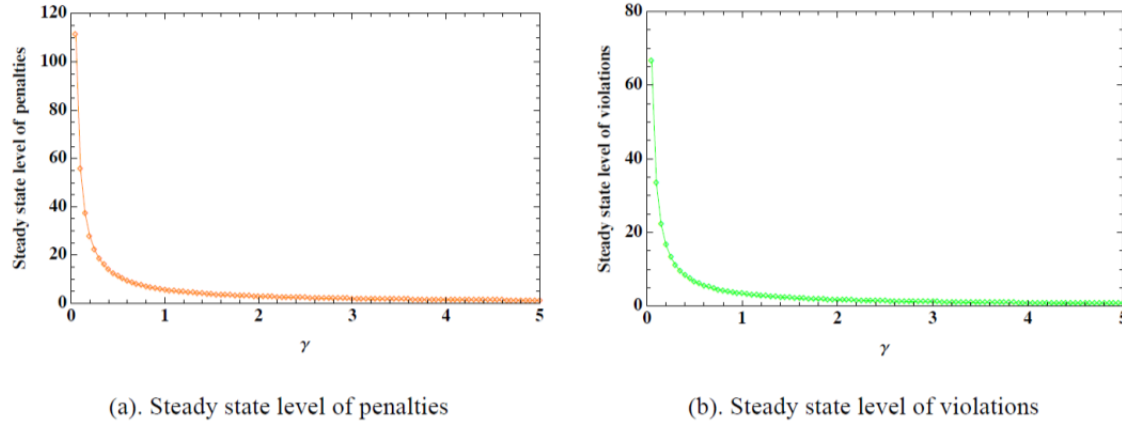 120
100
80
60
40
20
0
Steady state level of penalties
0 1 2 3 4 5
γ
(a). Steady state level of penalties
80
60
40
20
0
Steady state level of violations
0 1 2 3 4 5
γ
(b). Steady state level of violations